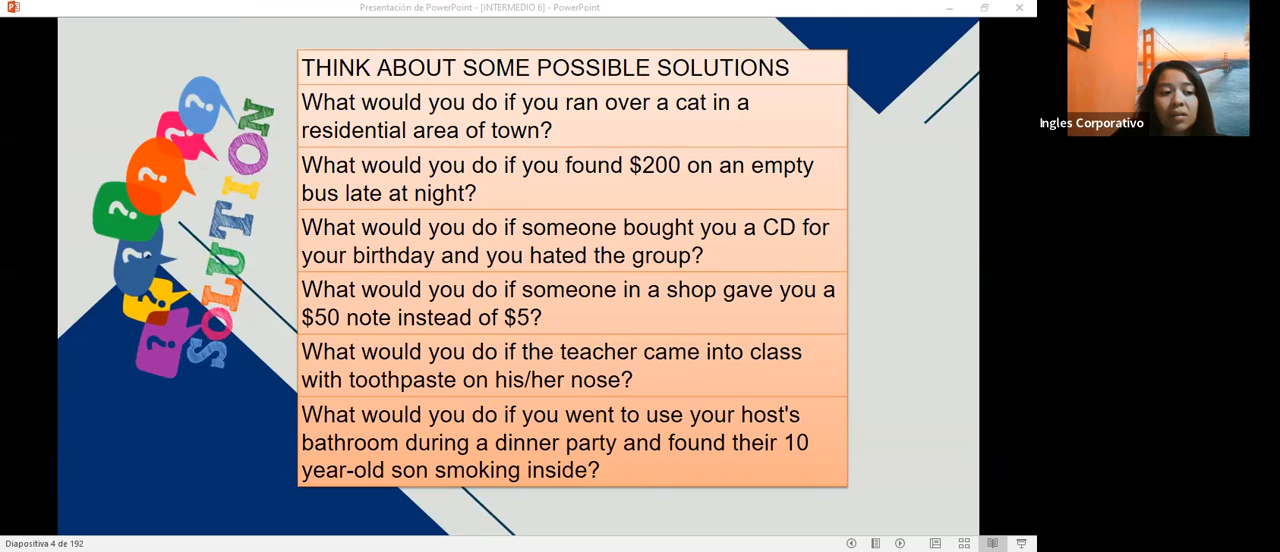 Presentación de PowerPoint - [INTERMEDIO 6] - PowerPoint
SOLUTION
THINK ABOUT SOME POSSIBLE SOLUTIONS
What would you do if you ran over a cat in a
residential area of town?
What would you do if you found $200 on an empty
bus late at night?
What would you do if someone bought you a CD for
your birthday and you hated the group?
What would you do if someone in a shop gave you a
$50 note instead of $5?
What would you do if the teacher came into class
with toothpaste on his/her nose?
What would you do if you went to use your host's
bathroom during a dinner party and found their 10
year-old son smoking inside?
Ingles Corporativo
Diapositiva 4 de 192